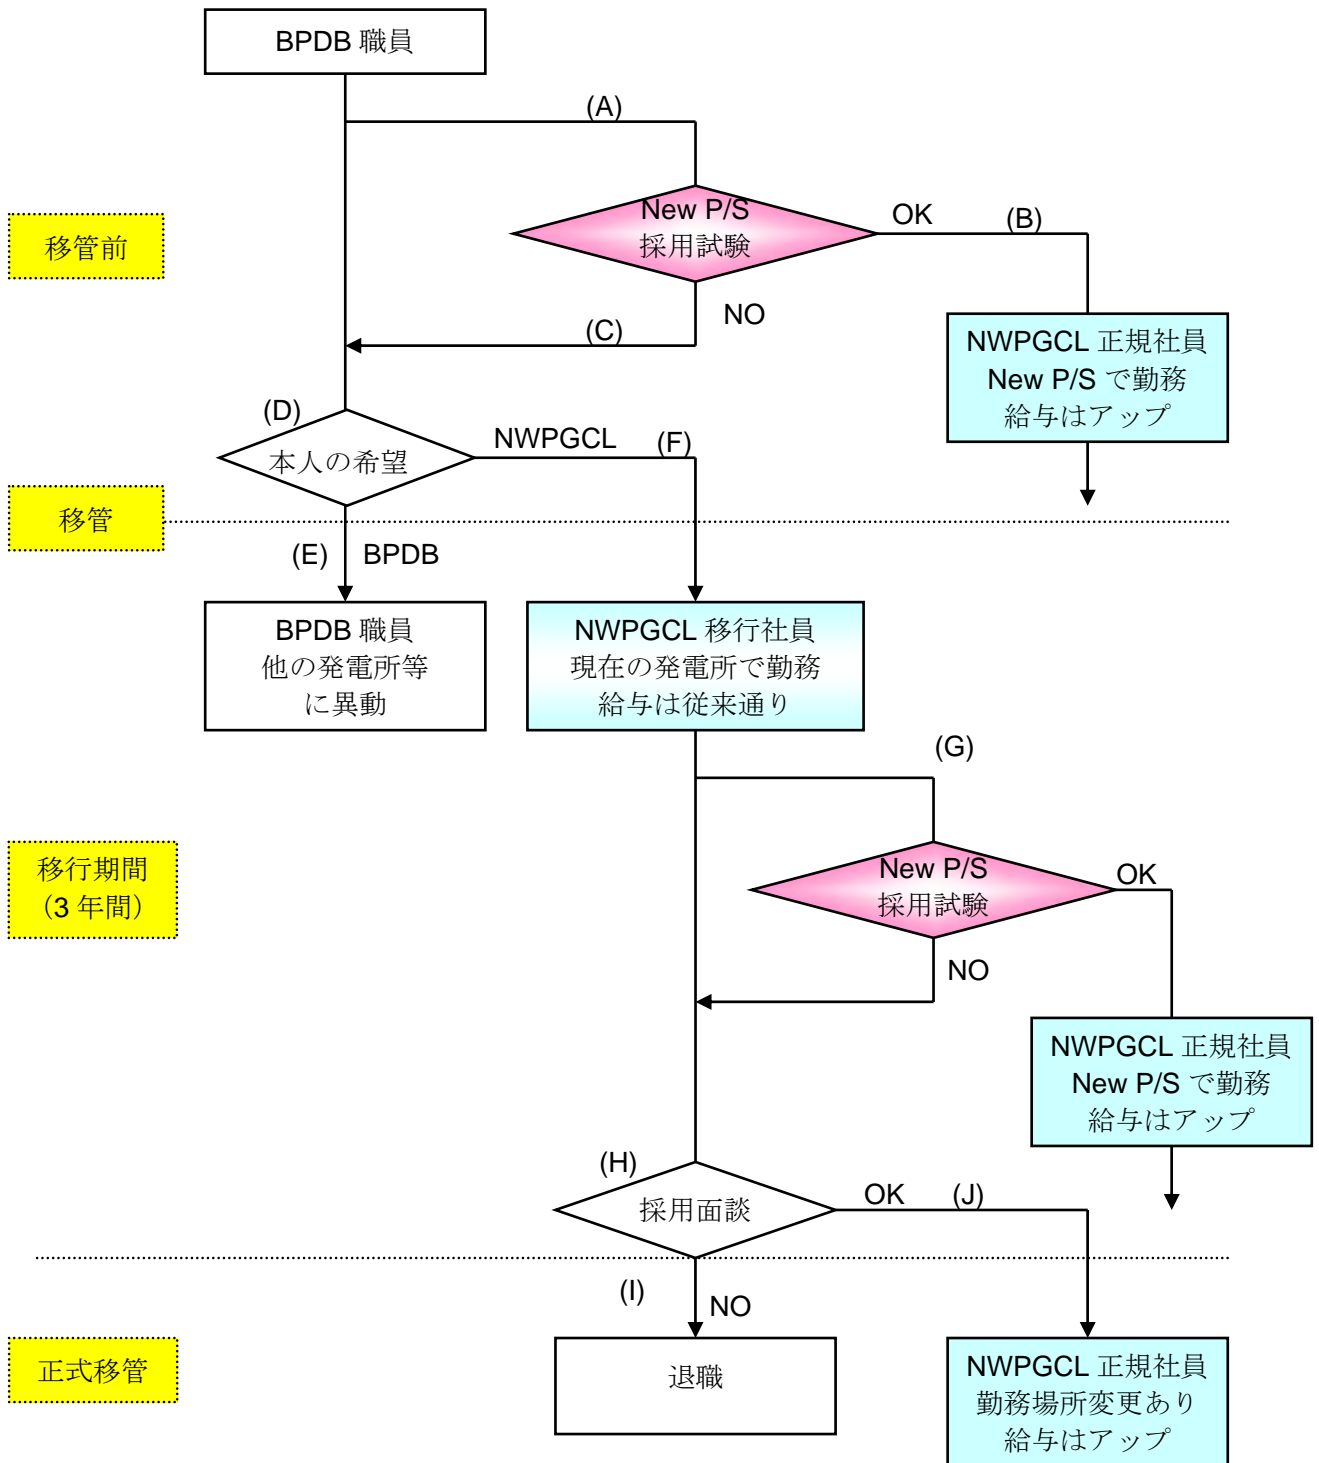 BPDB 職員
(A)
New P/S
採用試験
OK
(B)
移管前
NO
(C)
NWPGCL 正規社員
New P/S で勤務
給与はアップ
(D)
本人の希望
NWPGCL
(F)
移管
(E)
BPDB
BPDB 職員
他の発電所等
に異動
NWPGCL 移行社員
現在の発電所で勤務
給与は従来通り
(G)
移行期間
（3 年間）
New P/S
採用試験
OK
NO
NWPGCL 正規社員
New P/S で勤務
給与はアップ
(H)
採用面談
OK
(J)
(I)
NO
正式移管
退職
NWPGCL 正規社員
勤務場所変更あり
給与はアップ